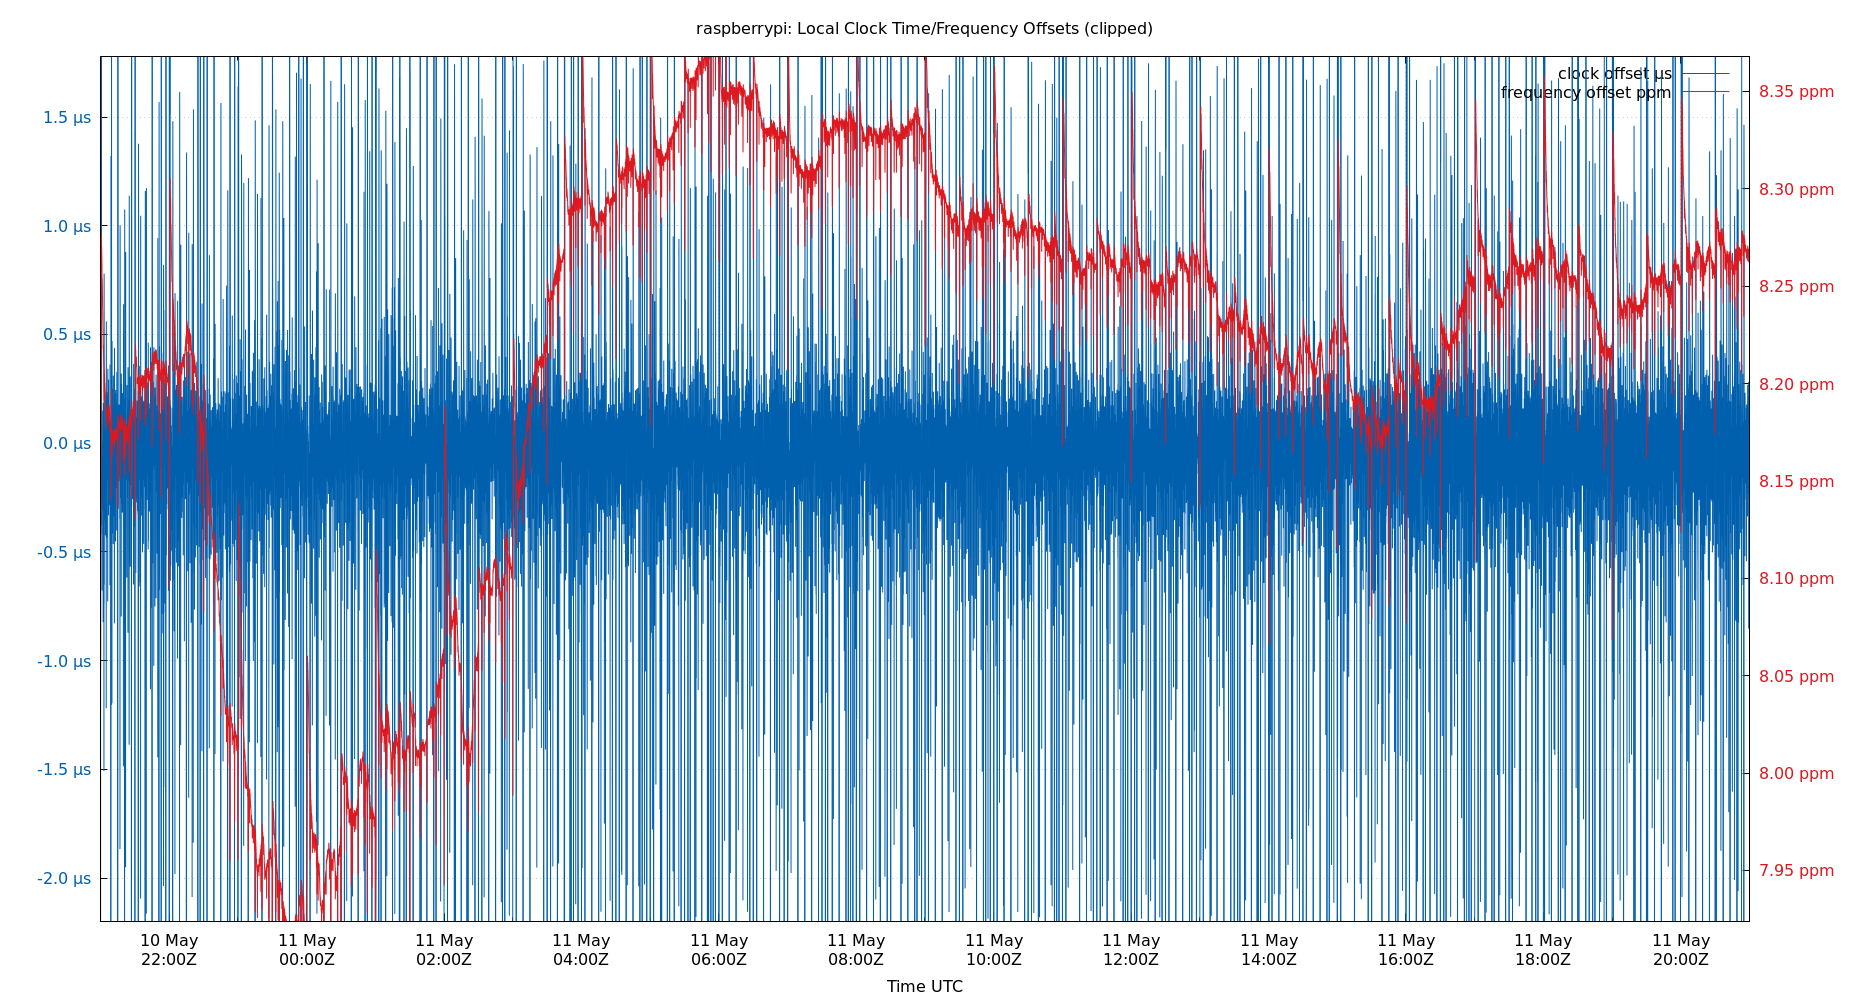 raspberrypi: Local Clock Time/Frequency Offsets (clipped)
clock offset µs
frequency offset ppm
1.5 µs
1.0 µs
0.5 µs
0.0 µs
-0.5 µs
-1.0 µs
-1.5 µs
-2.0 µs
8.35 ppm
8.30 ppm
8.25 ppm
8.20 ppm
8.15 ppm
8.10 ppm
8.05 ppm
8.00 ppm
7.95 ppm
10 May 11 May 11 May 11 May 11 May 11 May 11 May 11 May 11 May 11 May 11 May 11 May
22:00Z 00:00Z 02:00Z 04:00Z 06:00Z 08:00Z 10:00Z 12:00Z 14:00Z 16:00Z 18:00Z 20:00Z
Time UTC